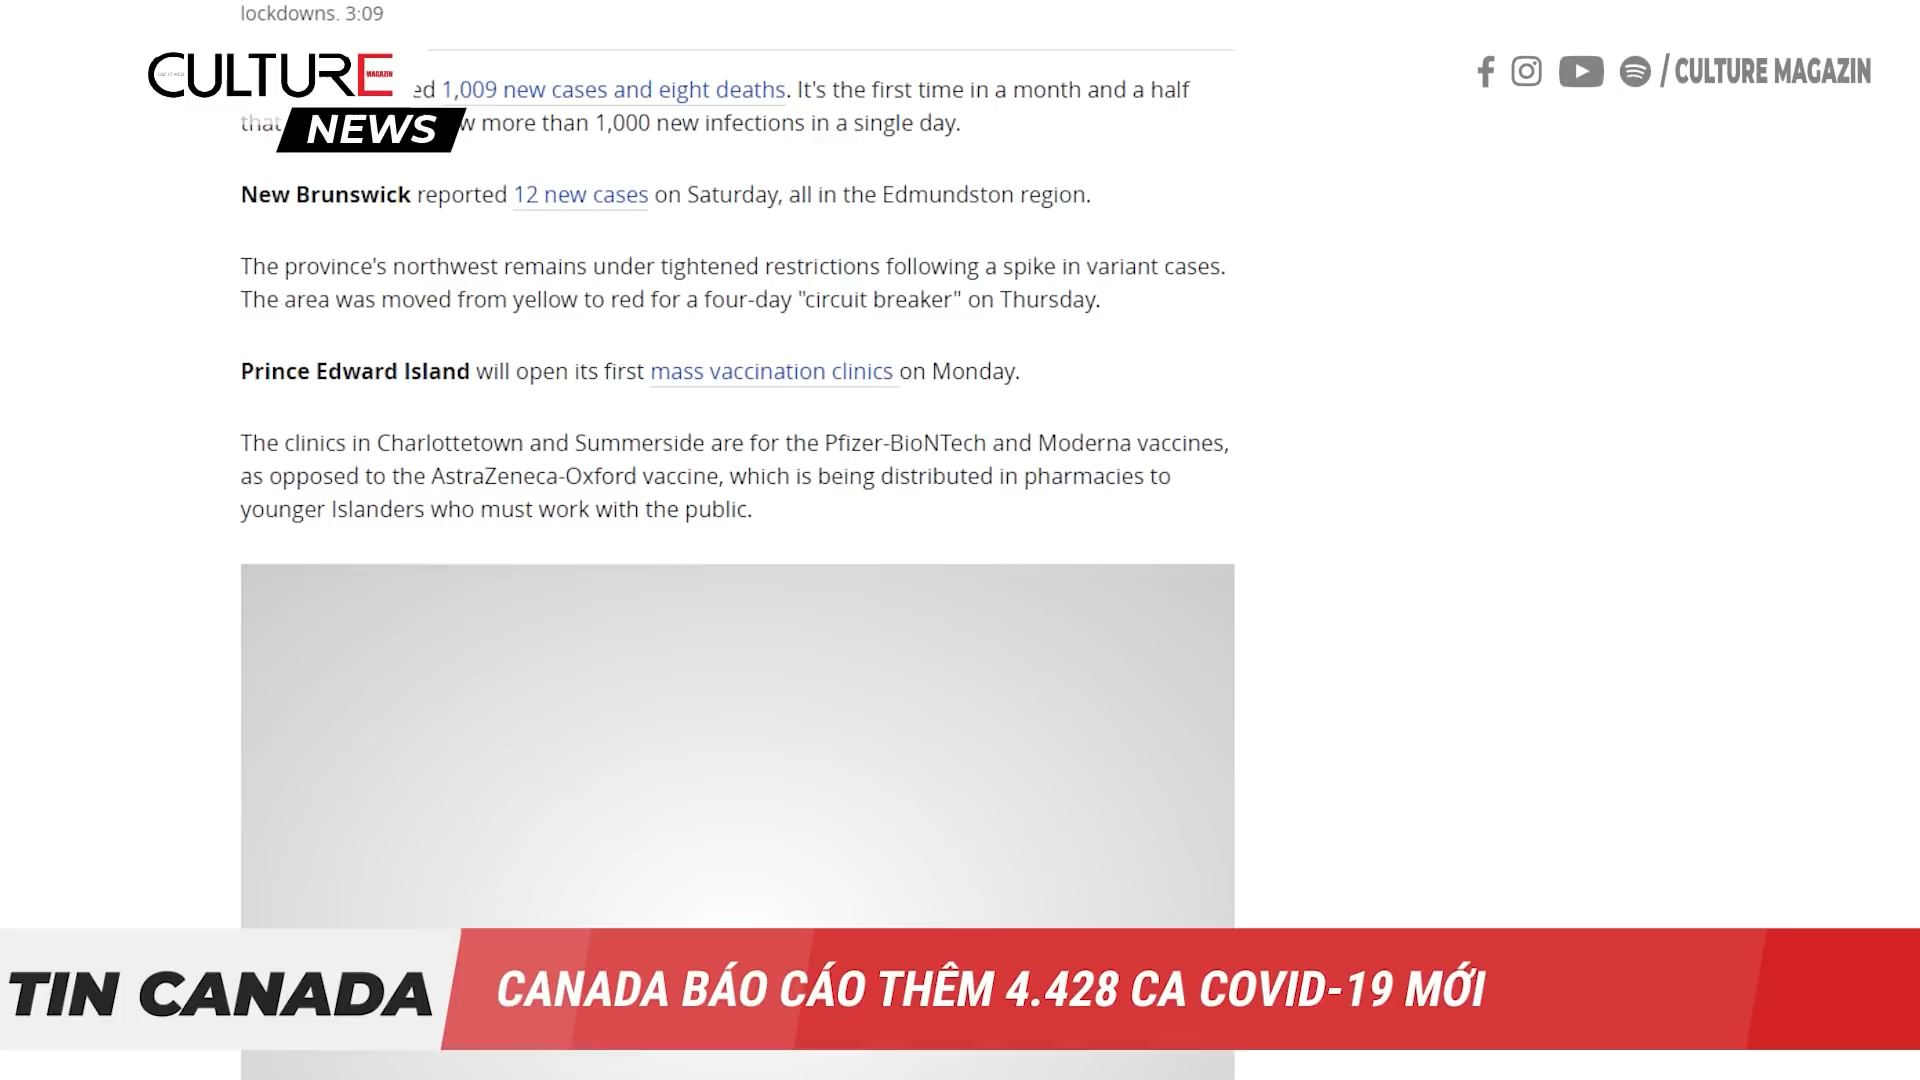 lockdowns. 3:09
CULTURE
MAGAZIN
NEWS
/ CULTURE MAGAZIN
ed 1,009 new cases and eight deaths. It's the first time in a month and a half
that w more than 1,000 new infections in a single day.
New Brunswick reported 12 new cases on Saturday, all in the Edmundston region.
The province's northwest remains under tightened restrictions following a spike in variant cases.
The area was moved from yellow to red for a four-day "circuit breaker" on Thursday.
Prince Edward Island will open its first mass vaccination clinics on Monday.
The clinics in Charlottetown and Summerside are for the Pfizer-BioNTech and Moderna vaccines,
as opposed to the AstraZeneca-Oxford vaccine, which is being distributed in pharmacies to
younger Islanders who must work with the public.
TIN CANADA
CANADA BÁO CÁO THÊM 4.428 CA COVID-19 MỚI